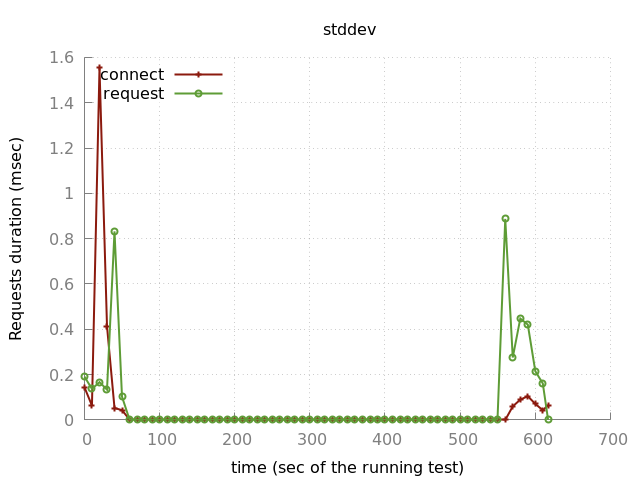 stddev
connect
request
1.6
1.4
1.2
1
0.8
0.6
0.4
0.2
0
0 100 200 300 400 500 600 700
Requests duration (msec)
time (sec of the running test)